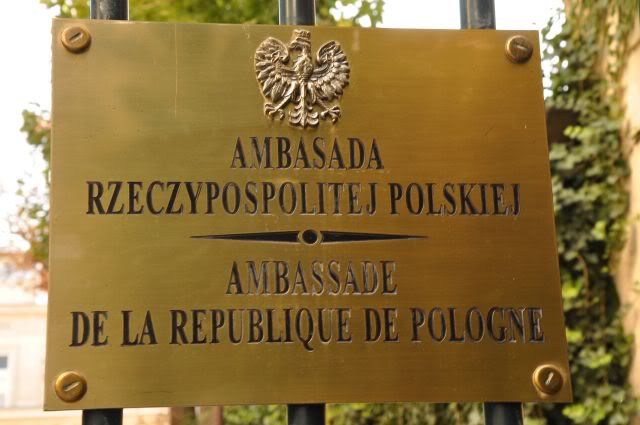 AMBASADA
RZECZYPOSPOLITEJ POLSKIEJ
AMBASSADE
DE LA REPUBLIQUE DE POLOGNE